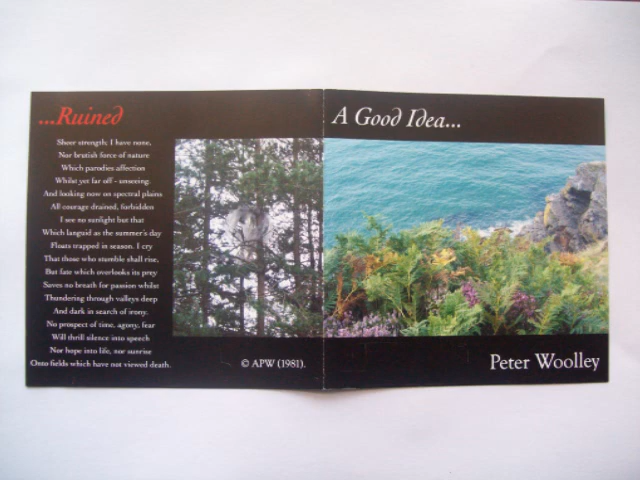 ...Ruined
Sheer strength; I have none,
Nor brutish force of nature
Which parodies affection
Whilst yet far off - unseeing.
And looking now on spectral plains
All courage drained, forbidden
I see no sunlight but that
Which languid as the summer's day
Floats trapped in season. I cry
That those who stumble shall rise,
But fate which overlooks its prey
Saves no breath for passion whilst
Thundering through valleys deep
And dark in search of irony.
No prospect of time, agony, fear
Will thrill silence into speech
Nor hope into life, nor sunrise
Onto fields which have not viewed death.
© APW (1981).
A Good Idea...
Peter Woolley